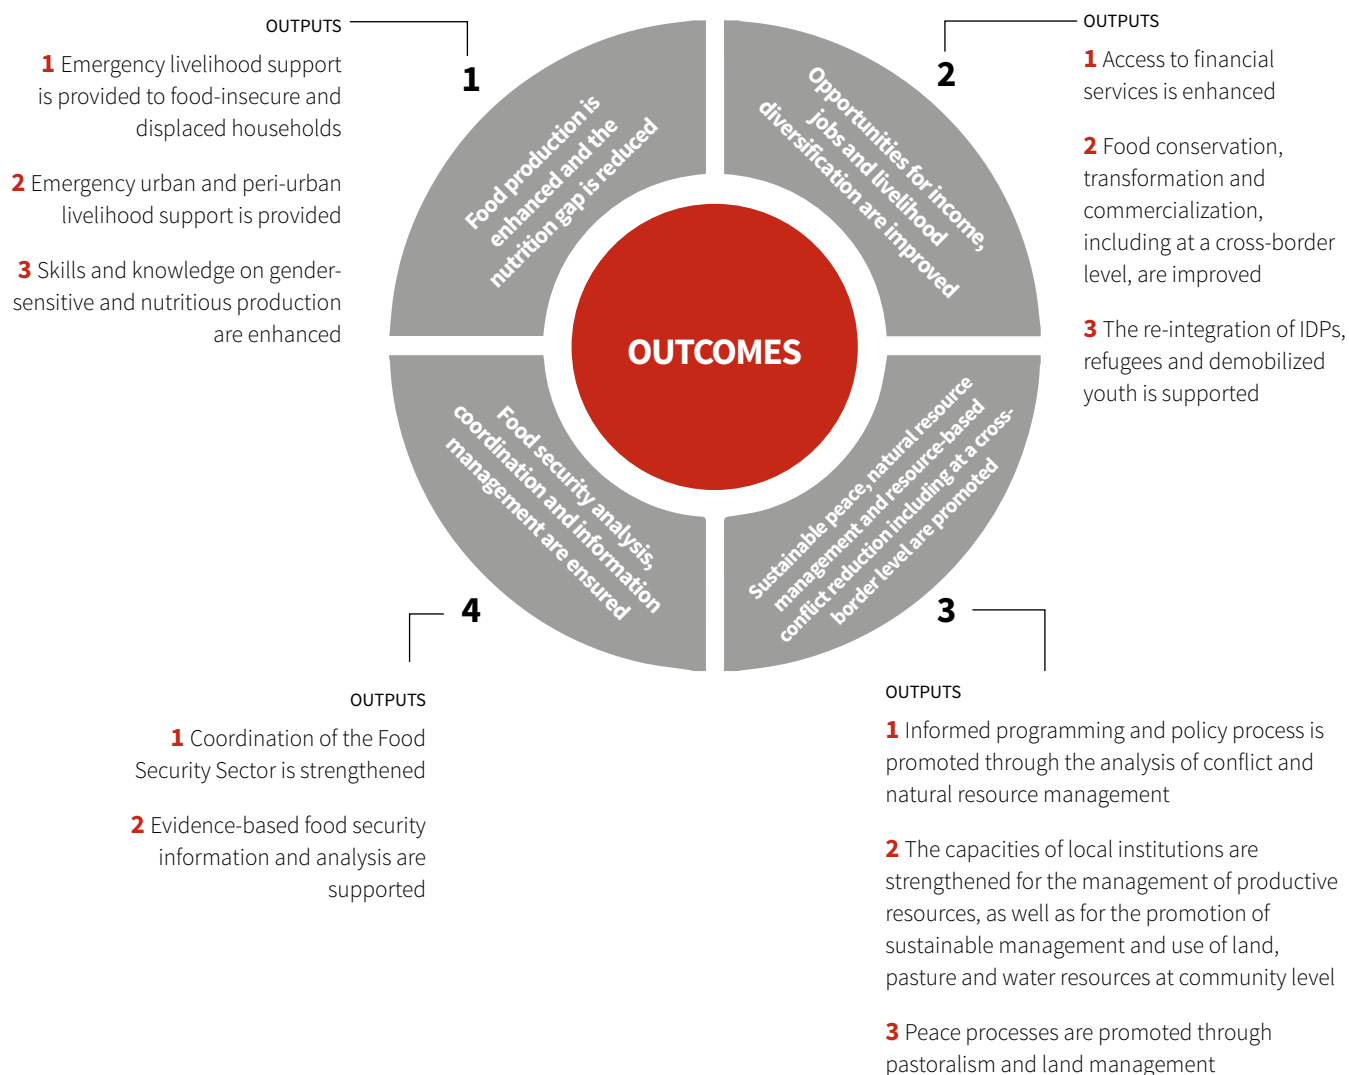 OUTPUTS
1 Emergency livelihood support
is provided to food-insecure and
displaced households
2 Emergency urban and peri-urban
livelihood support is provided
3 Skills and knowledge on gender-
sensitive and nutritious production
are enhanced
1
Food production is
enhanced and the
nutrition gap is reduced
2
Opportunities for income,
jobs and livelihood
diversification are improved
OUTPUTS
1 Access to financial
services is enhanced
2 Food conservation,
transformation and
commercialization,
including at a cross-border
level, are improved
3 The re-integration of IDPs,
refugees and demobilized
youth is supported
OUTCOMES
Food security analysis,
coordination and information
management are ensured
4
Sustainable peace, natural resource
management and resource-based
conflict reduction including at a cross-
border level are promoted
3
OUTPUTS
1 Coordination of the Food
Security Sector is strengthened
2 Evidence-based food security
information and analysis are
supported
OUTPUTS
1 Informed programming and policy process is
promoted through the analysis of conflict and
natural resource management
2 The capacities of local institutions are
strengthened for the management of productive
resources, as well as for the promotion of
sustainable management and use of land,
pasture and water resources at community level
3 Peace processes are promoted through
pastoralism and land management